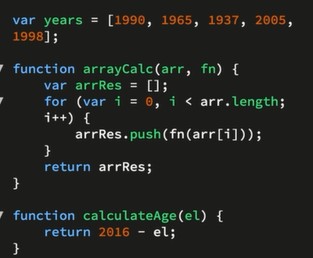 var years = [1990, 1965, 1937, 2005,
1998];
function arrayCalc(arr, fn) {
var arrRes = [];
for (var i = 0, i < arr.length;
i++) {
arrRes.push(fn(arr[i]));
}
return arrRes;
}
function calculateAge(el) {
return 2016 - el;
}